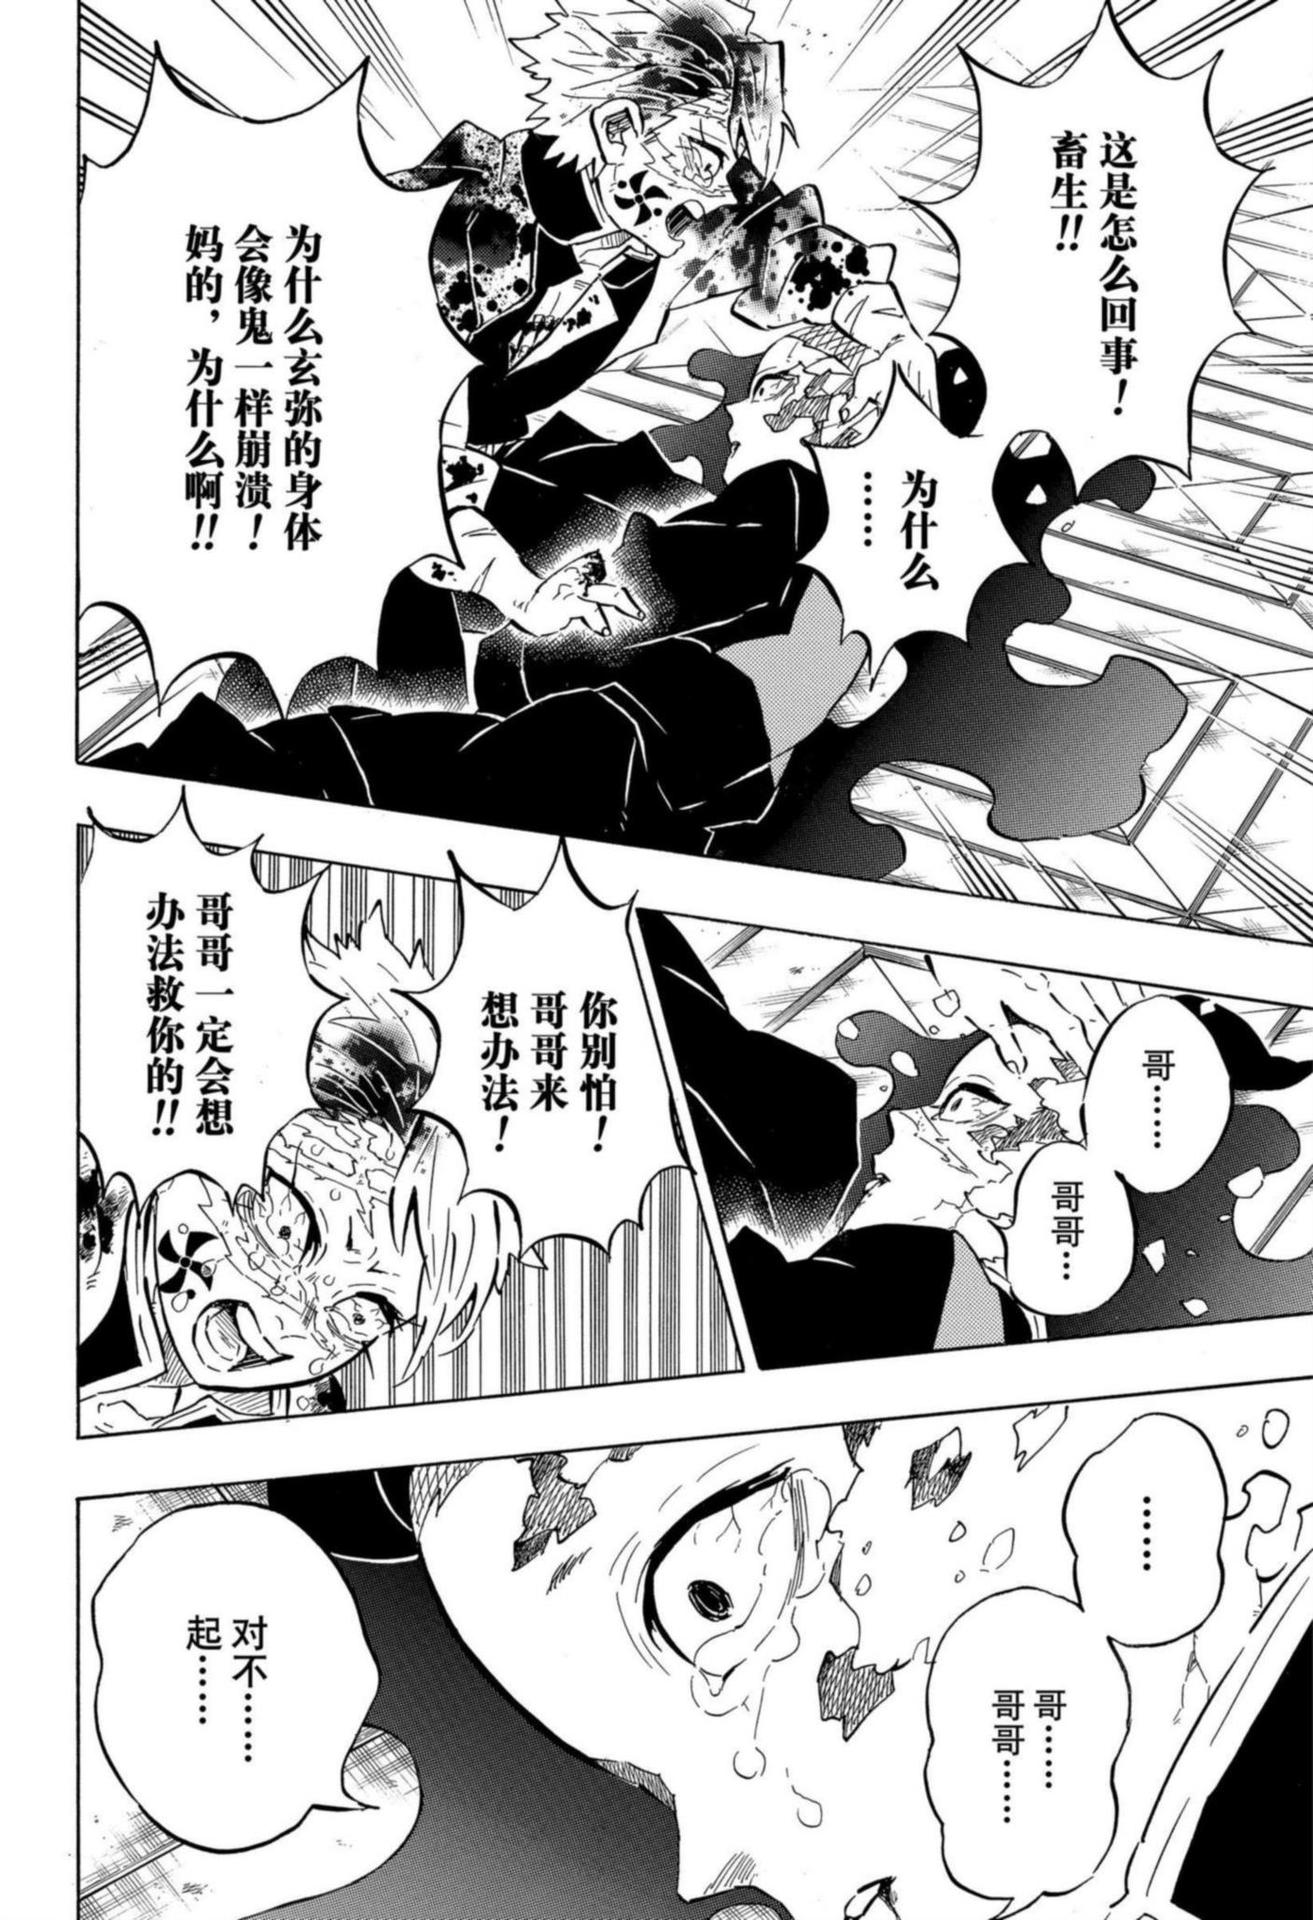 这是怎么回事！
畜生!!
为什么
……
为什么玄弥的身体
会像鬼一样崩溃！
妈的，为什么啊!!
哥……
哥哥…
你别怕！
哥哥来
想办法！
哥哥一定会想
办法救你的!!
……
哥……
哥哥……
对不……
起……